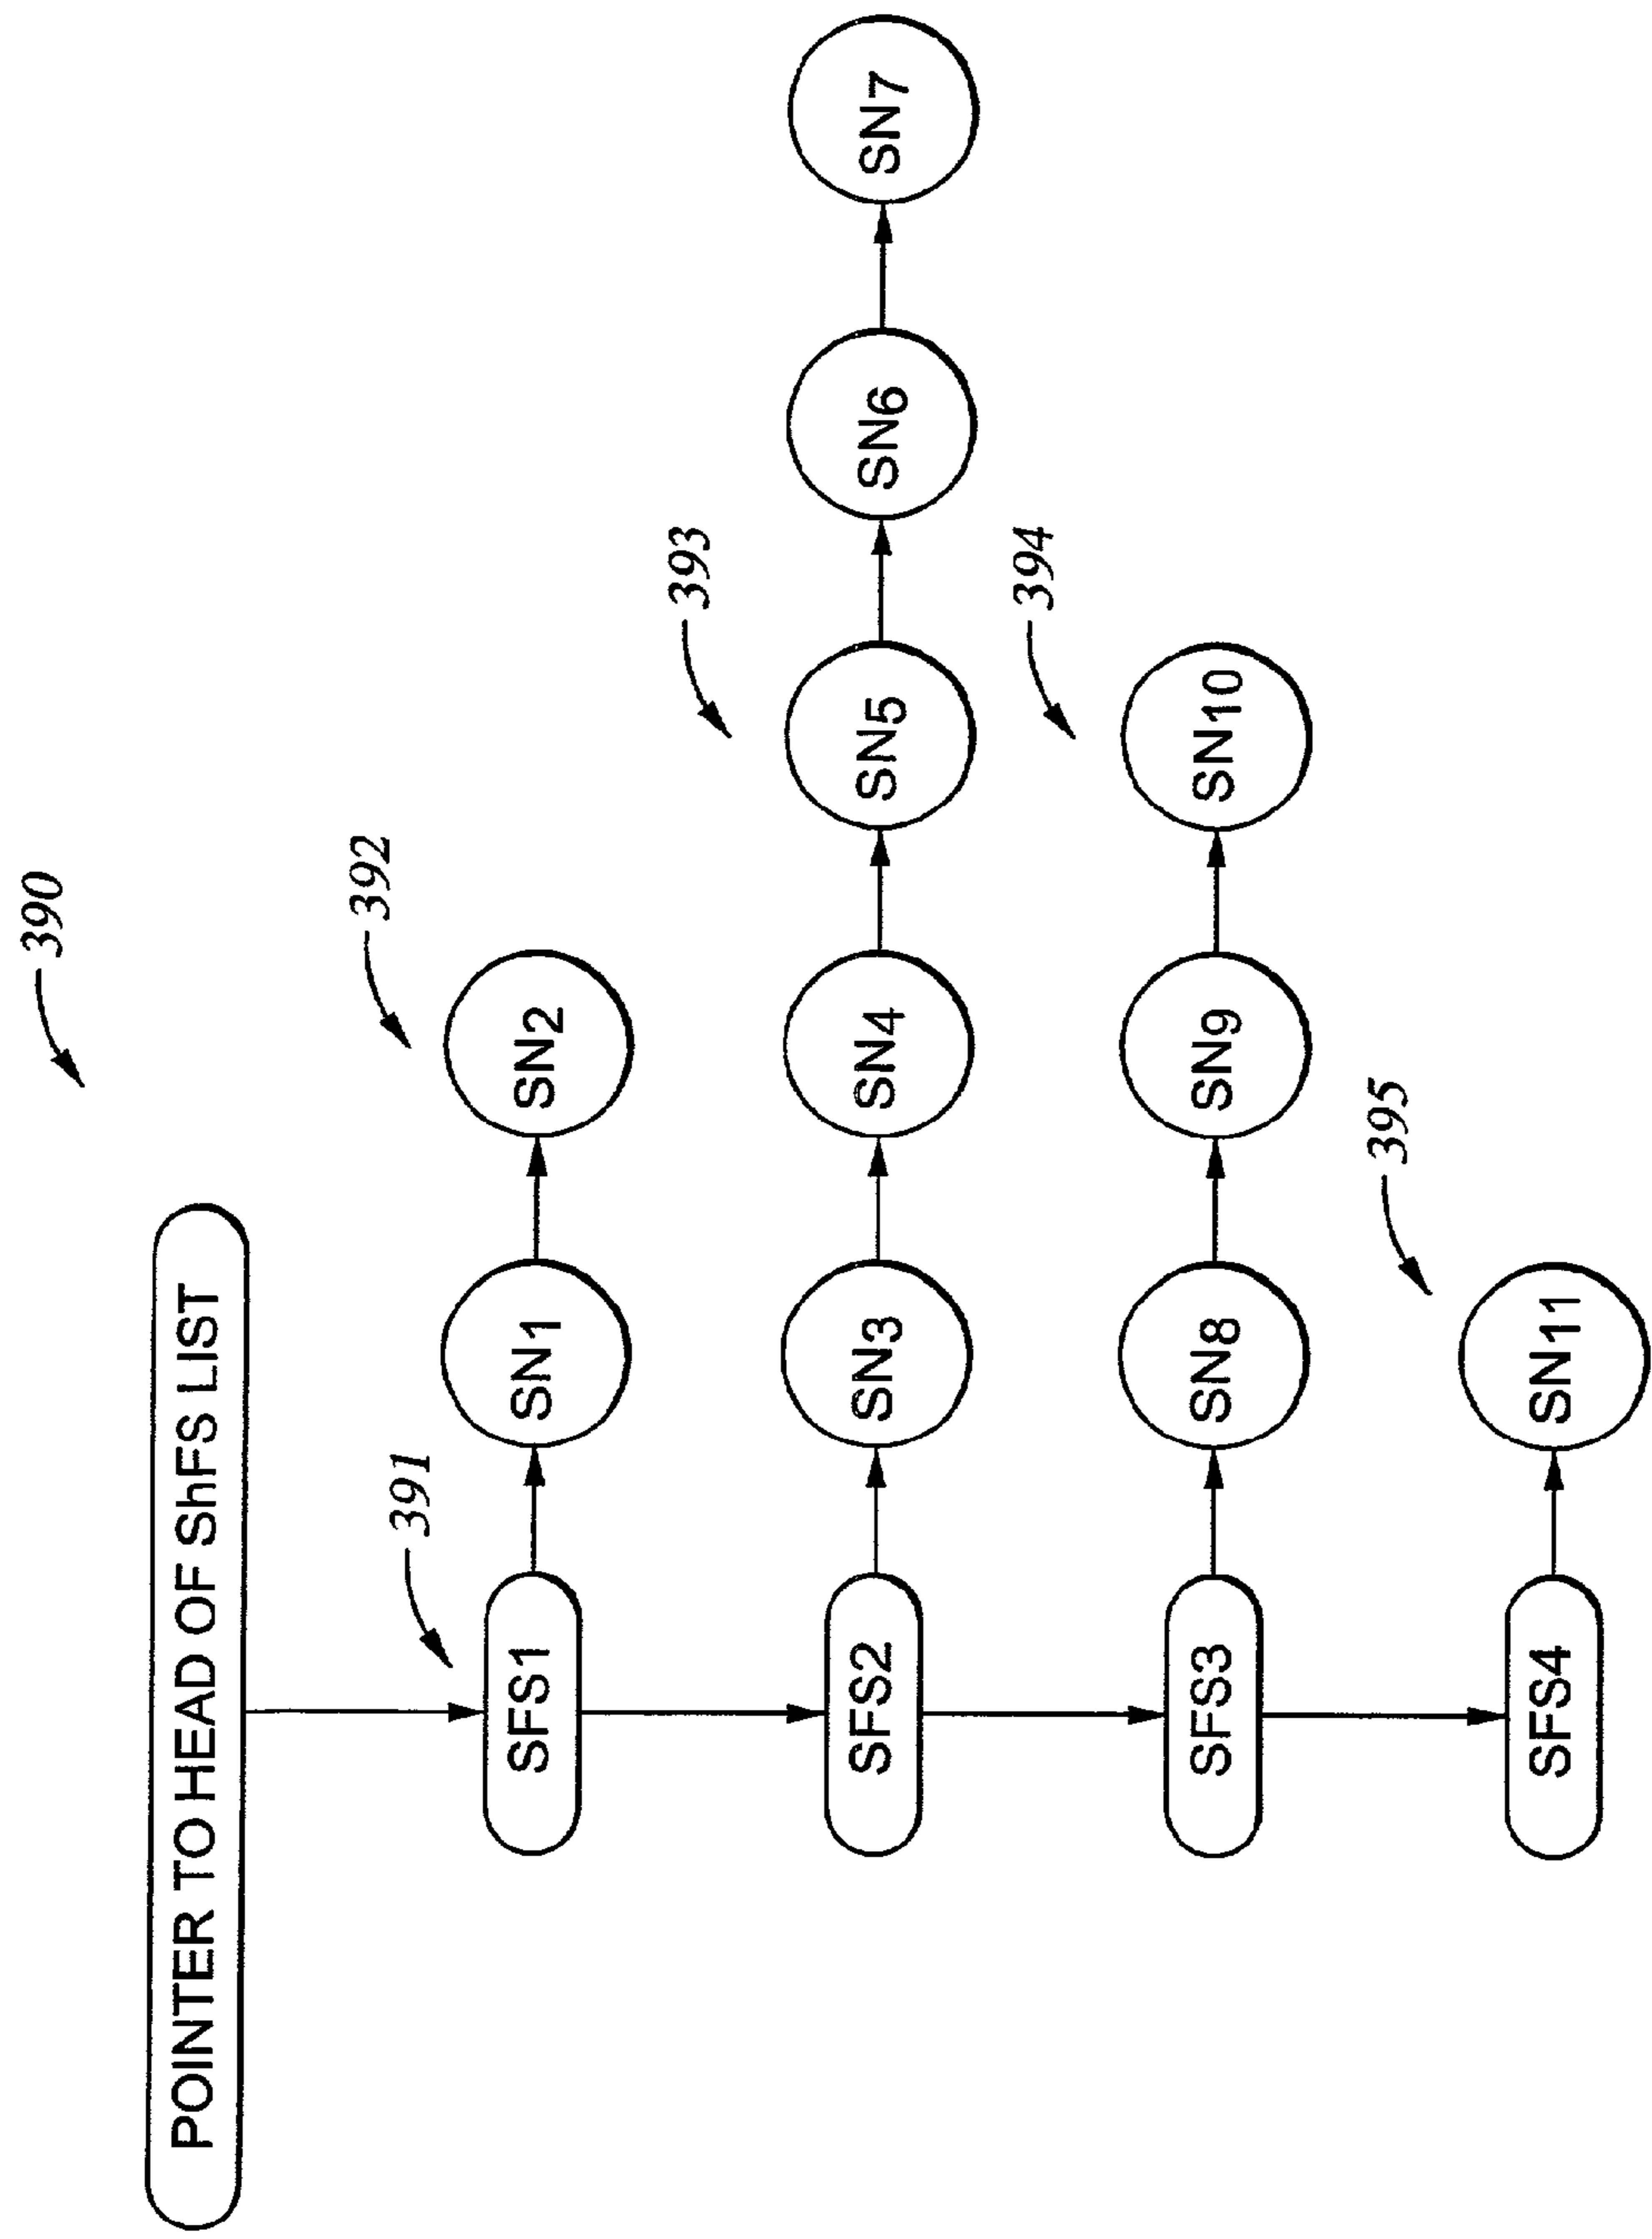 390
POINTER TO HEAD OF ShFS LIST
391
392
SFS1
SN1
SN2
393
SFS2
SN3
SN4
SN5
SN6
SN7
394
SFS3
SN8
SN9
SN10
395
SFS4
SN11